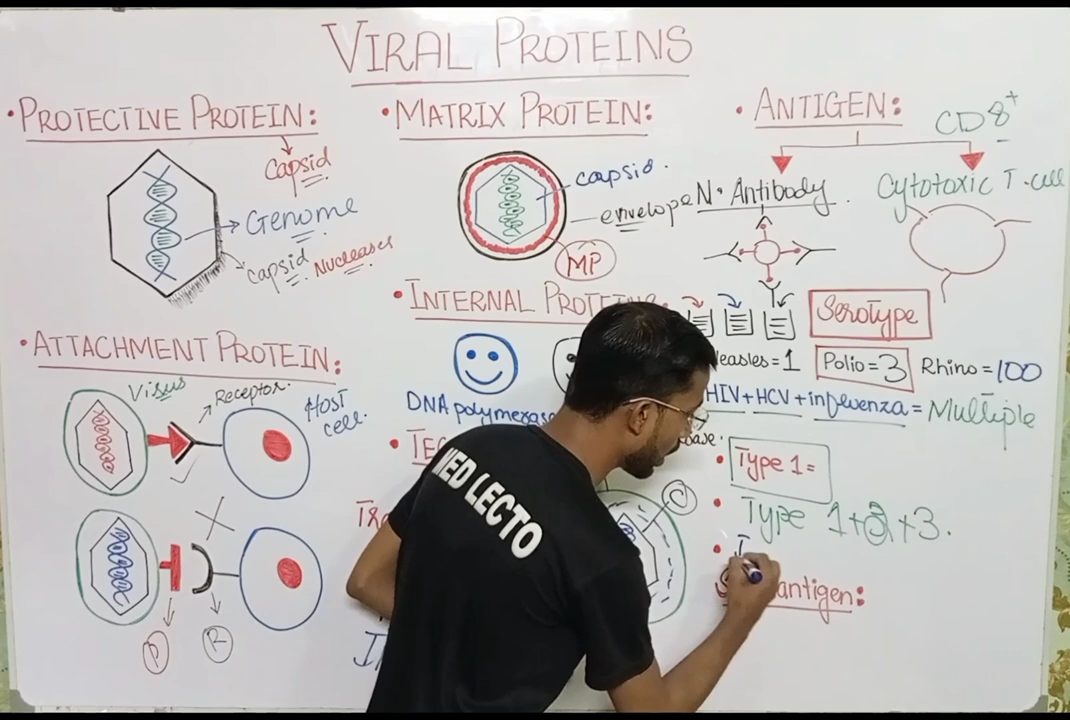 VIRAL PROTEINS
• PROTECTIVE PROTEIN:
Capsid
Genome
capsid Nucleases
• ATTACHMENT PROTEIN:
Virus
Receptor
HOST
cell.
P
R
• MATRIX PROTEIN:
capsid.
envelope
MP
• INTERNAL PROTEINS:
DNA polymerase
C
MED LECTO
• ANTIGEN:
CD8+
N. Antibody.
Cytotoxic T-cell
Serotype
Measles = 1
Polio = 3
Rhino = 100
HIV + HCV + influenza = Multiple
• Type 1 =
• Type 1+2+3.
antigen: